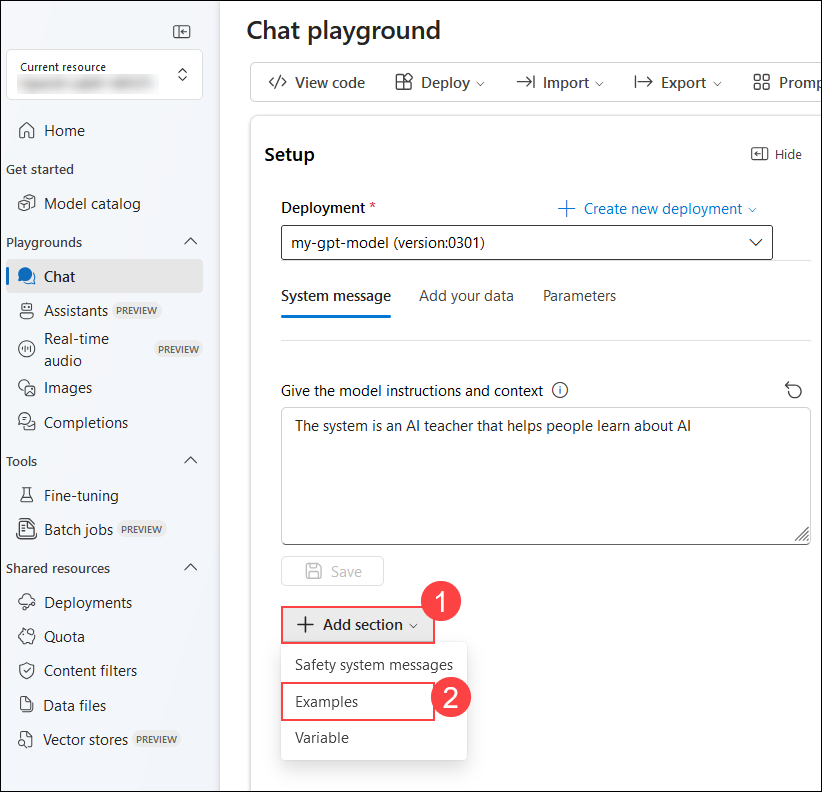 Current resource
Home
Get started
Model catalog
Playgrounds
Chat
Assistants PREVIEW
Real-time
audio
PREVIEW
Images
Completions
Tools
Fine-tuning
Batch jobs PREVIEW
Shared resources
Deployments
Quota
Content filters
Data files
Vector stores PREVIEW
Chat playground
View code Deploy Import Export Promp
Setup Hide
Deployment * Create new deployment
my-gpt-model (version:0301)
System message Add your data Parameters
Give the model instructions and context
The system is an AI teacher that helps people learn about AI
Save
1
Add section
Safety system messages
Examples 2
Variable